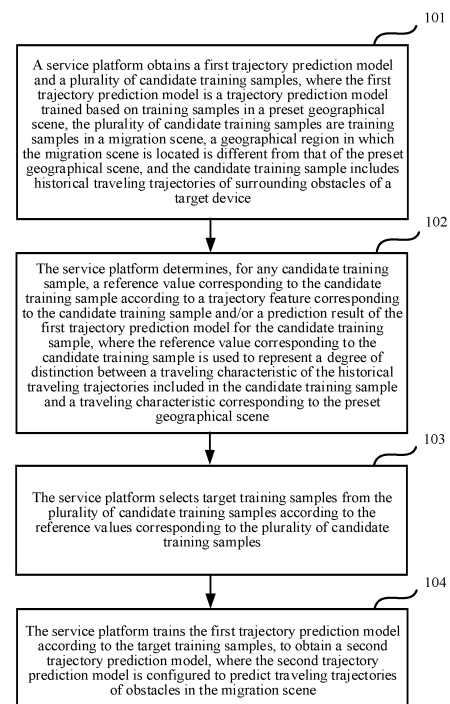 101
A service platform obtains a first trajectory prediction model
and a plurality of candidate training samples, where the first
trajectory prediction model is a trajectory prediction model
trained based on training samples in a preset geographical
scene, the plurality of candidate training samples are training
samples in a migration scene, a geographical region in which
the migration scene is located is different from that of the preset
geographical scene, and the candidate training sample includes
historical traveling trajectories of surrounding obstacles of a
target device
102
The service platform determines, for any candidate training
sample, a reference value corresponding to the candidate
training sample according to a trajectory feature corresponding
to the candidate training sample and/or a prediction result of the
first trajectory prediction model for the candidate training
sample, where the reference value corresponding to the
candidate training sample is used to represent a degree of
distinction between a traveling characteristic of the historical
traveling trajectories included in the candidate training sample
and a traveling characteristic corresponding to the preset
geographical scene
103
The service platform selects target training samples from the
plurality of candidate training samples according to the
reference values corresponding to the plurality of candidate
training samples
104
The service platform trains the first trajectory prediction model
according to the target training samples, to obtain a second
trajectory prediction model, where the second trajectory
prediction model is configured to predict traveling trajectories
of obstacles in the migration scene